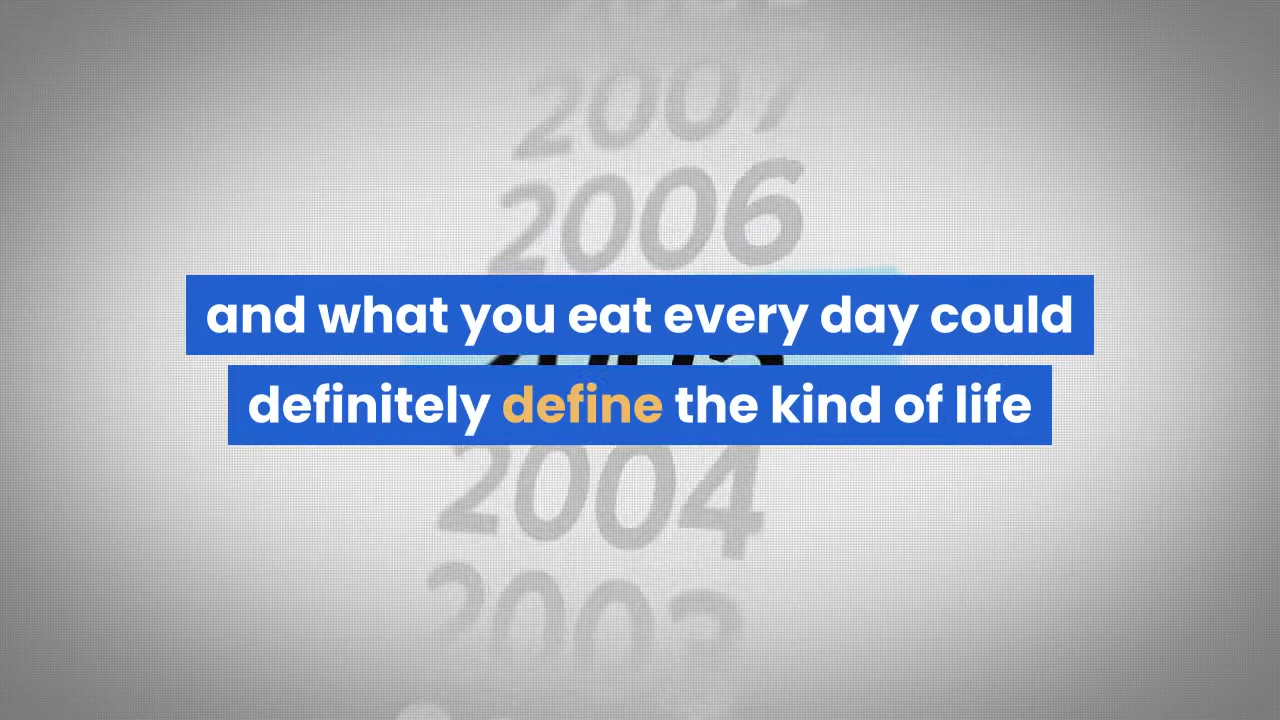 2007
2006
and what you eat every day could
definitely define the kind of life
2004
2003